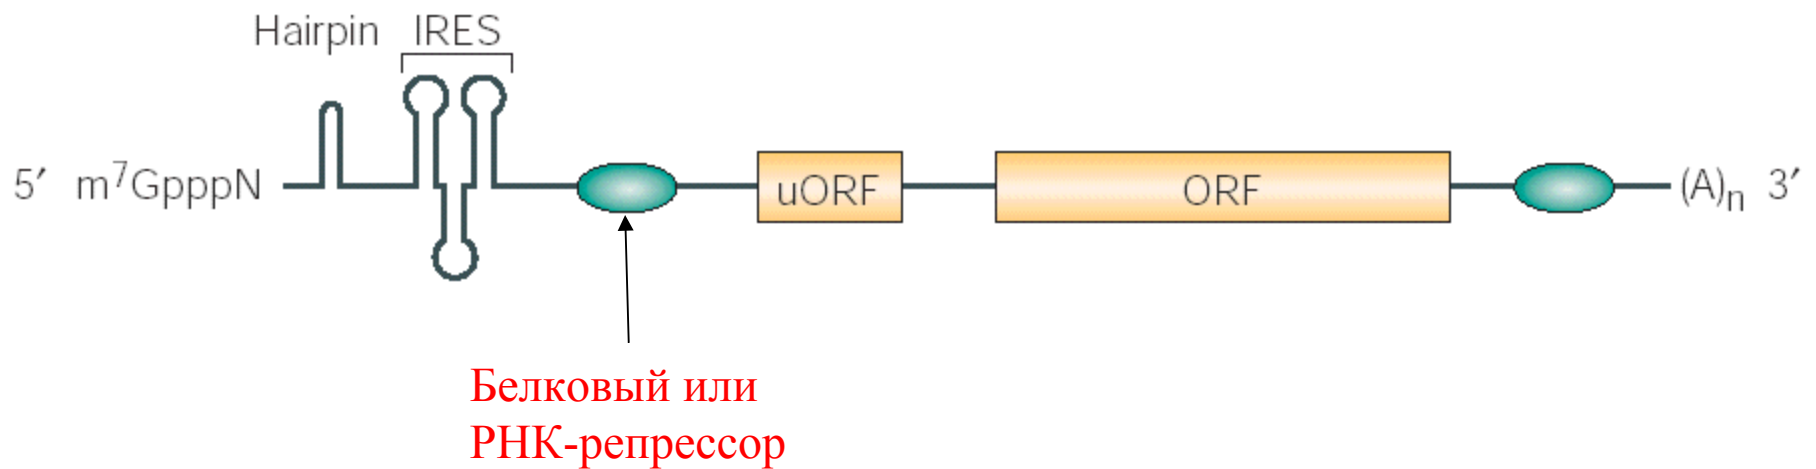 Hairpin IRES
5′ m⁷GpppN uORF ORF (A)ₙ 3′
Белковый или
РНК-репрессор